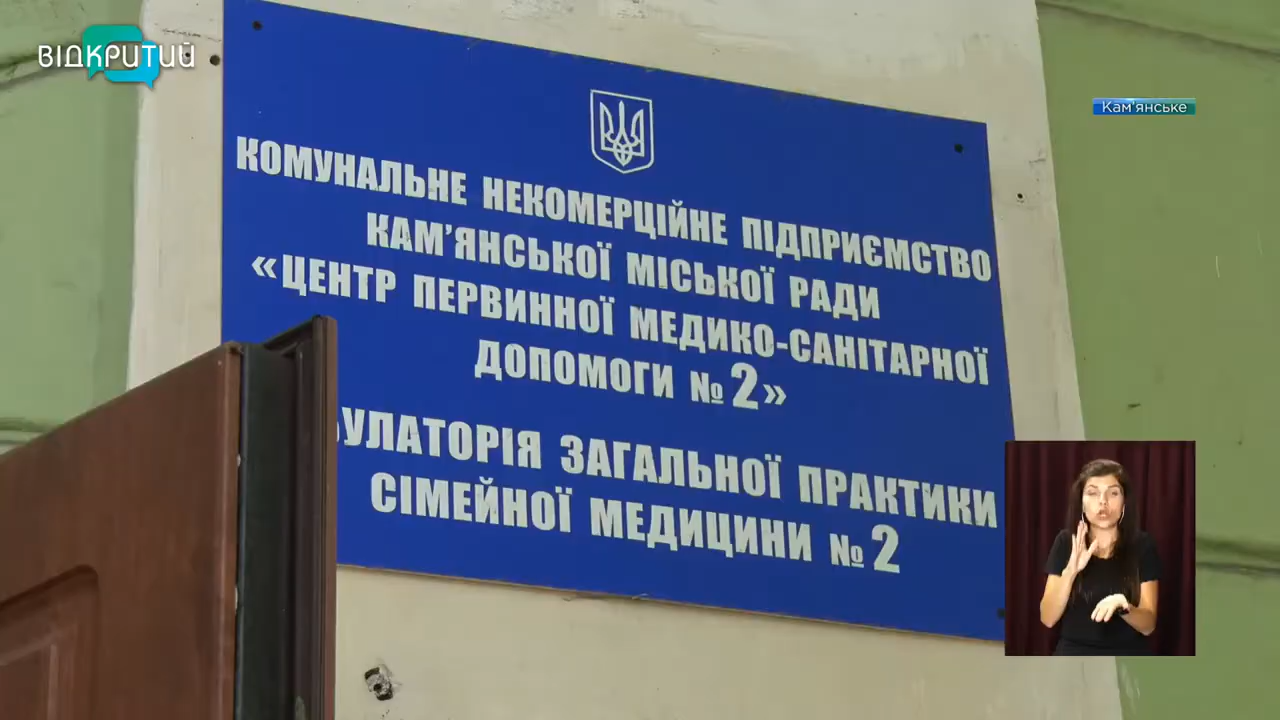 ВІДКРИТИЙ
Кам'янське
КОМУНАЛЬНЕ НЕКОМЕРЦІЙНЕ ПІДПРИЄМСТВО
КАМ’ЯНСЬКОЇ МІСЬКОЇ РАДИ
«ЦЕНТР ПЕРВИННОЇ МЕДИКО-САНІТАРНОЇ
ДОПОМОГИ № 2»
ЗАГАЛЬНОЇ ПРАКТИКИ
СІМЕЙНОЇ МЕДИЦИНИ № 2